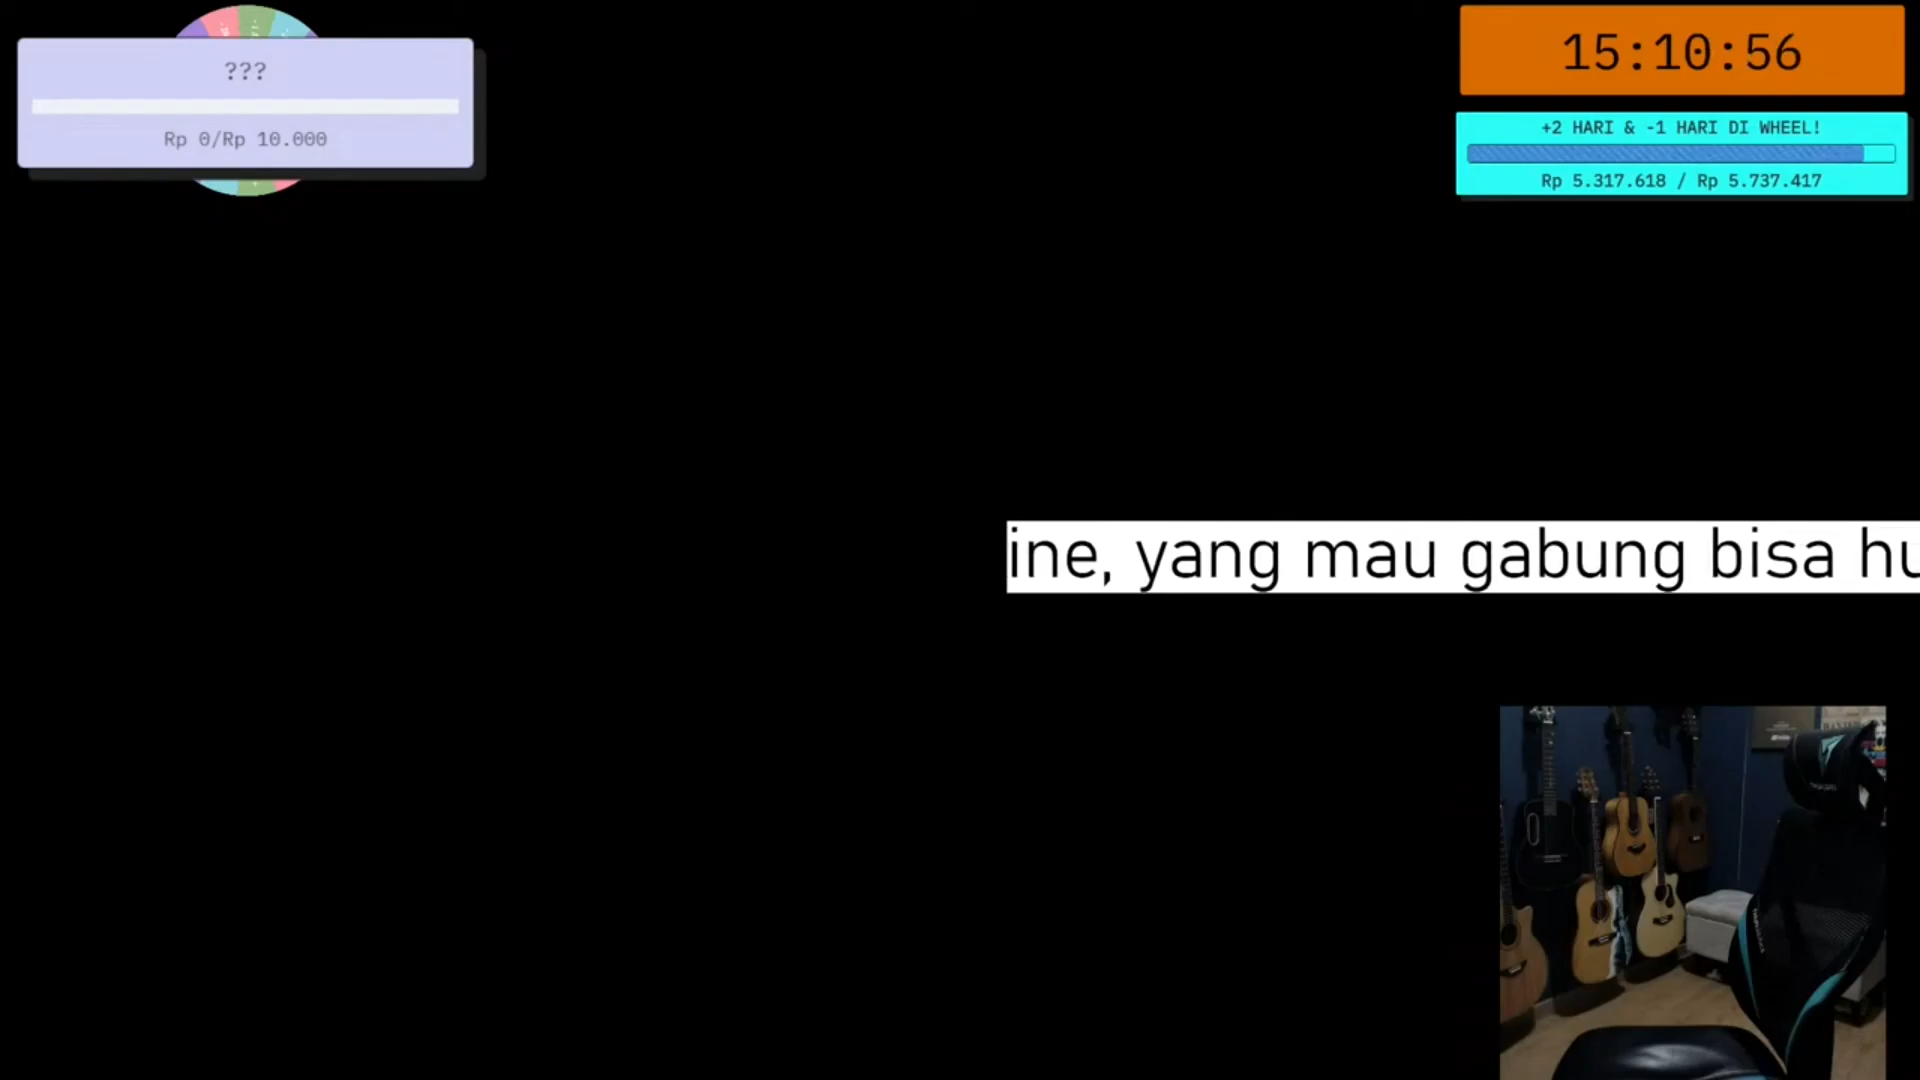 ???
Rp 0/Rp 10.000
15:10:56
+2 HARI & -1 HARI DI WHEEL!
Rp 5.317.618 / Rp 5.737.417
ine, yang mau gabung bisa hu